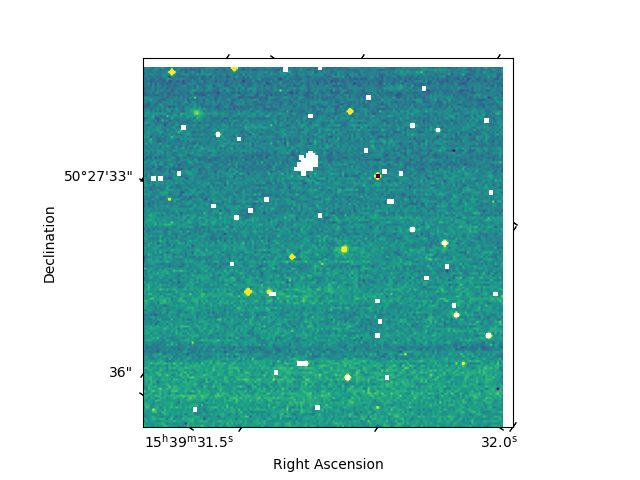 50°27'33"
Declination
36"
15ʰ39ᵐ31.5ˢ
32.0ˢ
Right Ascension